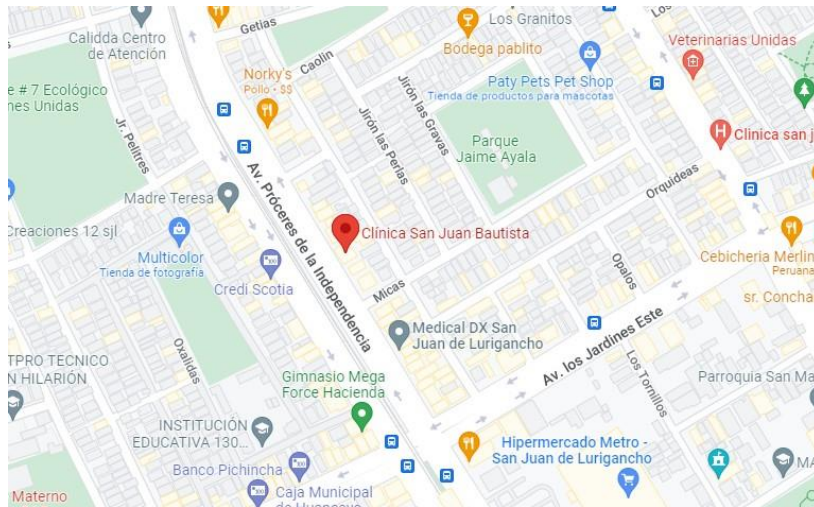 Calidda Centro
de Atención
Getias
Los Granitos
Bodega pablito
Veterinarias Unidas
Norky's
Pollo • $$
Caolin
Paty Pets Pet Shop
Tienda de productos para mascotas
e # 7 Ecológico
nes Unidas
Jr. Pelitres
Jirón las Gravas
Jirón las Perlas
Parque
Jaime Ayala
Clinica san j
Orquideas
Madre Teresa
Av. Próceres de la Independencia
Clínica San Juan Bautista
Creaciones 12 sjl
Multicolor
Tienda de fotografía
Credi Scotia
Micas
Opalos
Cebicheria Merlin
Peruana
sr. Concha
Medical DX San
Juan de Lurigancho
Av. los Jardines Este
Oxalidas
Los Tornillos
TPRO TECNICO
N HILARIÓN
Gimnasio Mega
Force Hacienda
Parroquia San Ma
INSTITUCIÓN
EDUCATIVA 130...
Hipermercado Metro -
San Juan de Lurigancho
Banco Pichincha
Caja Municipal
Materno
MA